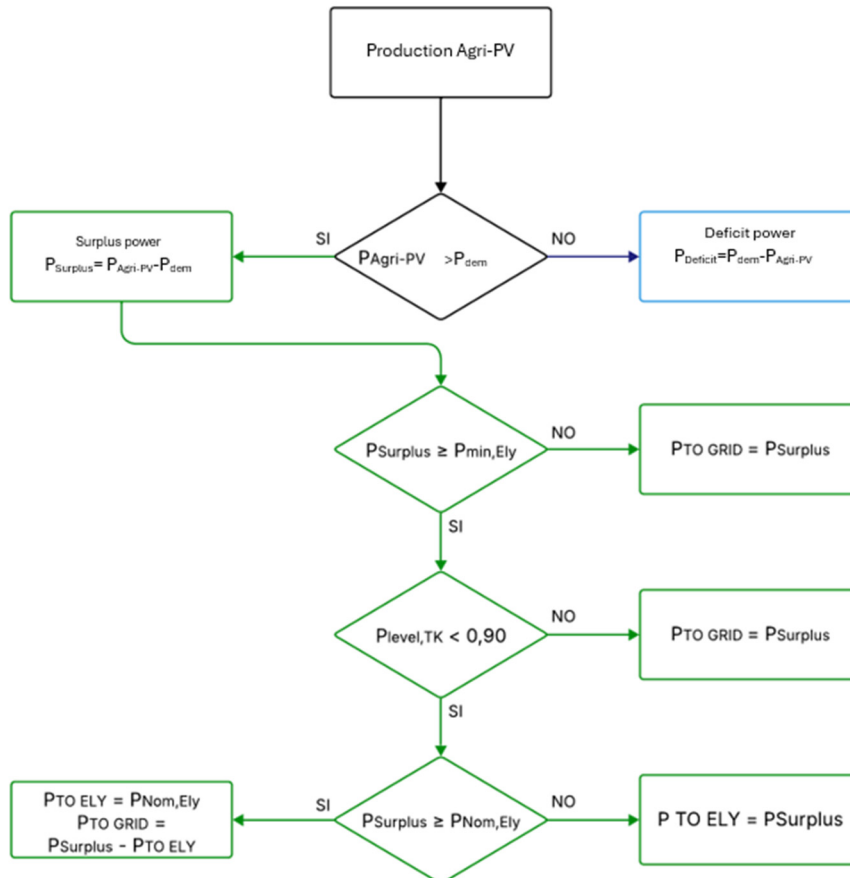 Production Agri-PV
SI
NO
Surplus power
PSurplus= PAgri-PV-Pdem
PAgri-PV >Pdem
Deficit power
PDeficit=Pdem-PAgri-PV
PSurplus ≥ Pmin,Ely
NO
PTO GRID = PSurplus
SI
Plevel,TK < 0,90
NO
PTO GRID = PSurplus
SI
PTO ELY = PNom,Ely
PTO GRID =
PSurplus - PTO ELY
SI
PSurplus ≥ PNom,Ely
NO
P TO ELY = PSurplus